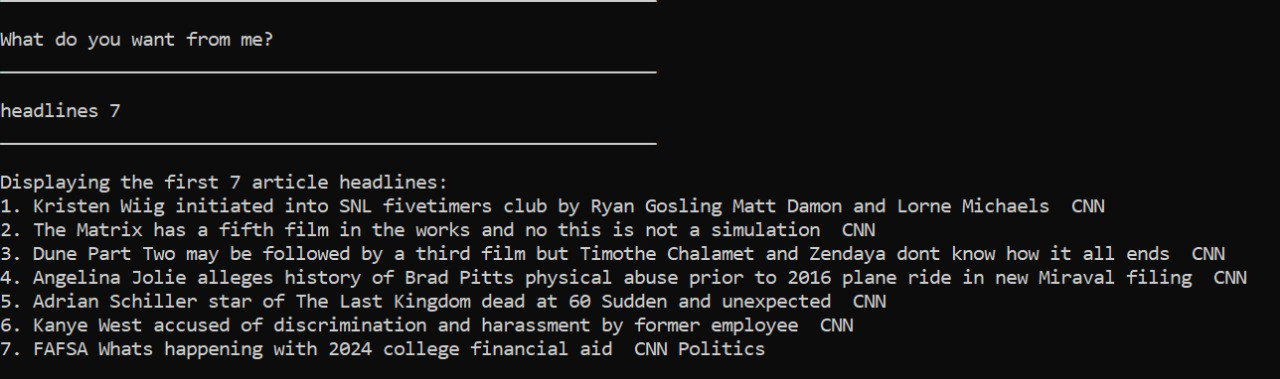 What do you want from me?
headlines 7
Displaying the first 7 article headlines:
1. Kristen Wiig initiated into SNL fivetimers club by Ryan Gosling Matt Damon and Lorne Michaels  CNN
2. The Matrix has a fifth film in the works and no this is not a simulation  CNN
3. Dune Part Two may be followed by a third film but Timothe Chalamet and Zendaya dont know how it all ends  CNN
4. Angelina Jolie alleges history of Brad Pitts physical abuse prior to 2016 plane ride in new Miraval filing  CNN
5. Adrian Schiller star of The Last Kingdom dead at 60 Sudden and unexpected  CNN
6. Kanye West accused of discrimination and harassment by former employee  CNN
7. FAFSA Whats happening with 2024 college financial aid  CNN Politics